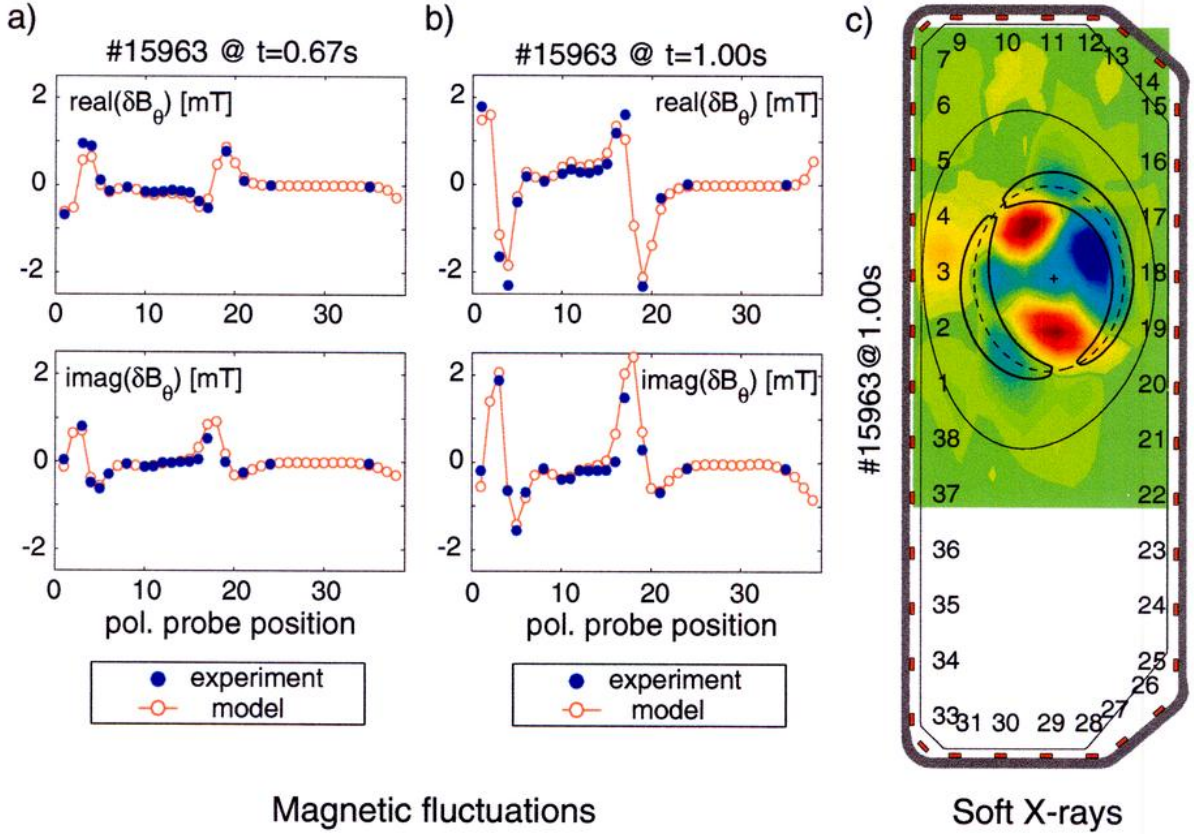 a)
#15963 @ t=0.67s
real(δB_θ) [mT]
2
0
-2
0 10 20 30
imag(δB_θ) [mT]
2
0
-2
0 10 20 30
pol. probe position
experiment
model
b)
#15963 @ t=1.00s
real(δB_θ) [mT]
2
0
-2
0 10 20 30
imag(δB_θ) [mT]
2
0
-2
0 10 20 30
pol. probe position
experiment
model
Magnetic fluctuations
c)
#15963@1.00s
9 10 11 12
7 13
14
6 15
5 16
4 17
3 18
2 19
1 20
38 21
37 22
36 23
35 24
34 25
26
33 31 30 29 28 27
Soft X-rays